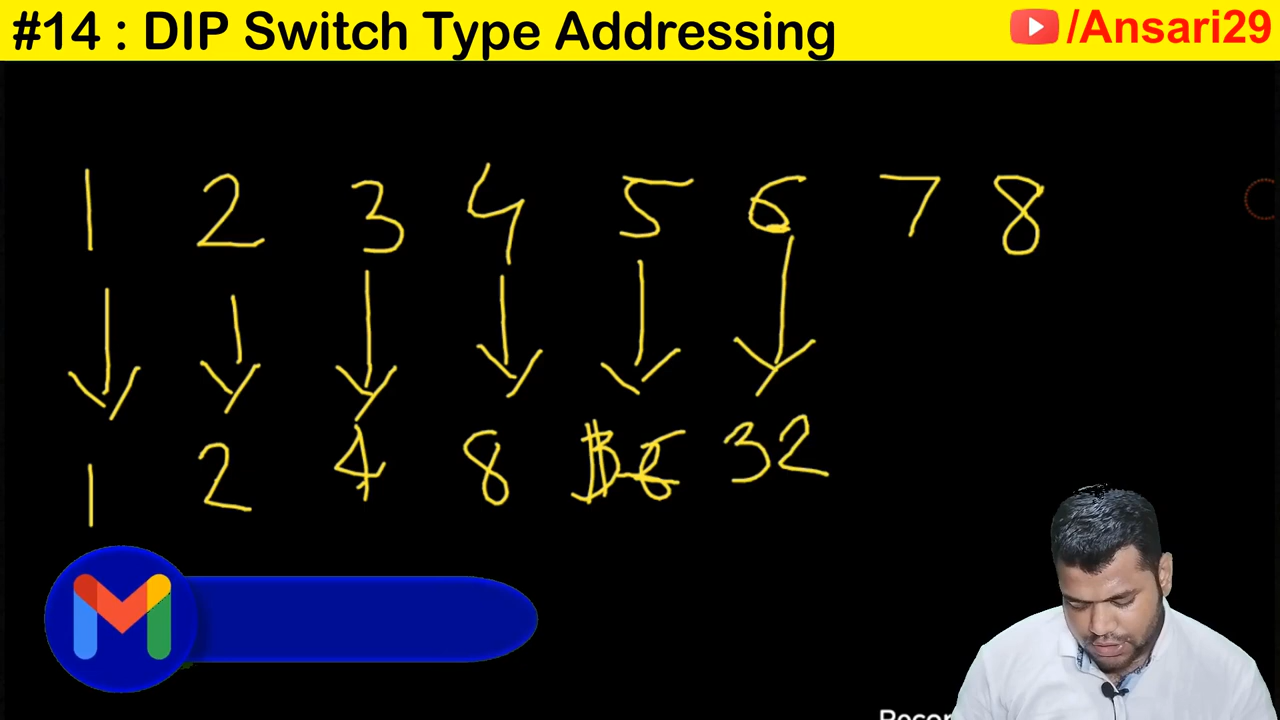 #14 : DIP Switch Type Addressing
/Ansari29
1 2 3 4 5 6 7 8
1 2 4 8 32